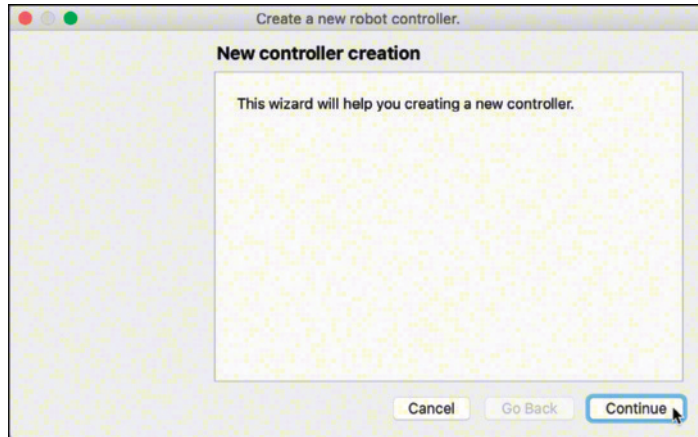 Create a new robot controller.
New controller creation
This wizard will help you creating a new controller.
Cancel Go Back Continue